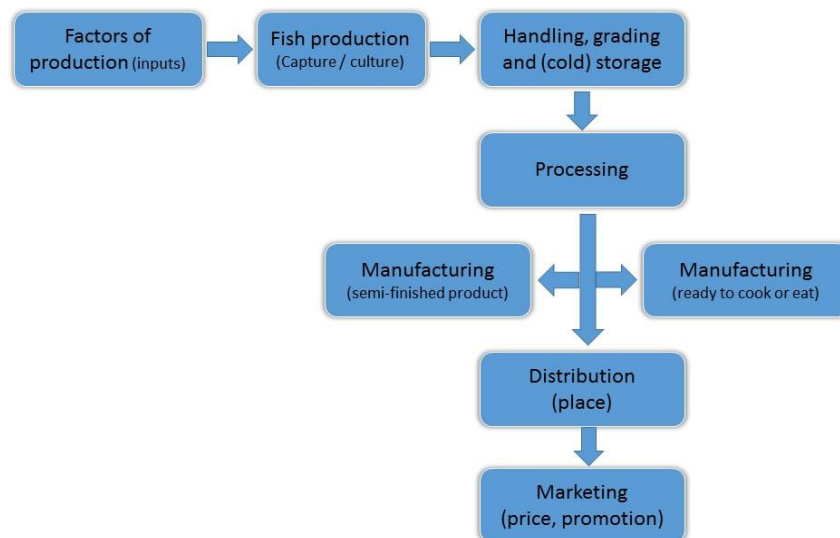 Factors of
production (inputs)
Fish production
(Capture / culture)
Handling, grading
and (cold) storage
Processing
Manufacturing
(semi-finished product)
Manufacturing
(ready to cook or eat)
Distribution
(place)
Marketing
(price, promotion)